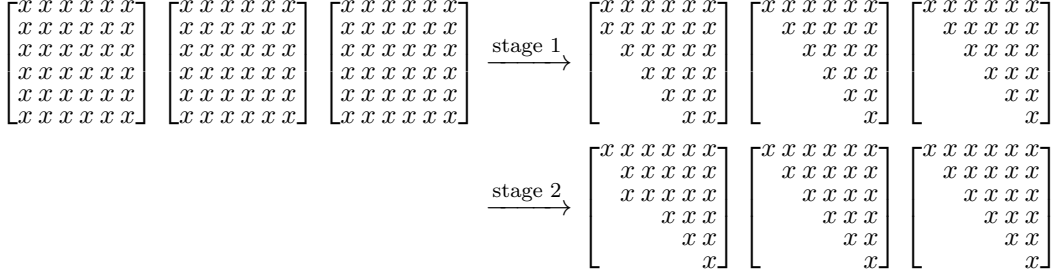 x x x x x x x x x x x x x x x x x x x x x x x x x x x x x x x x x x x x
x x x x x x x x x x x x x x x x x x x x x x x x x x x x x x x x x x
stage 1
x x x x x x x x x x x x x x x x x x x x x x x x x x x x x x x
x x x x x x x x x x x x x x x x x x x x x x x x x x x x
x x x x x x x x x x x x x x x x x x x x x x x x x
x x x x x x x x x x x x x x x x x x x x x x
x x x x x x x x x x x x x x x x x x
x x x x x x x x x x x x x x x
stage 2
x x x x x x x x x x x x x
x x x x x x x x x
x x x x x x
x x x